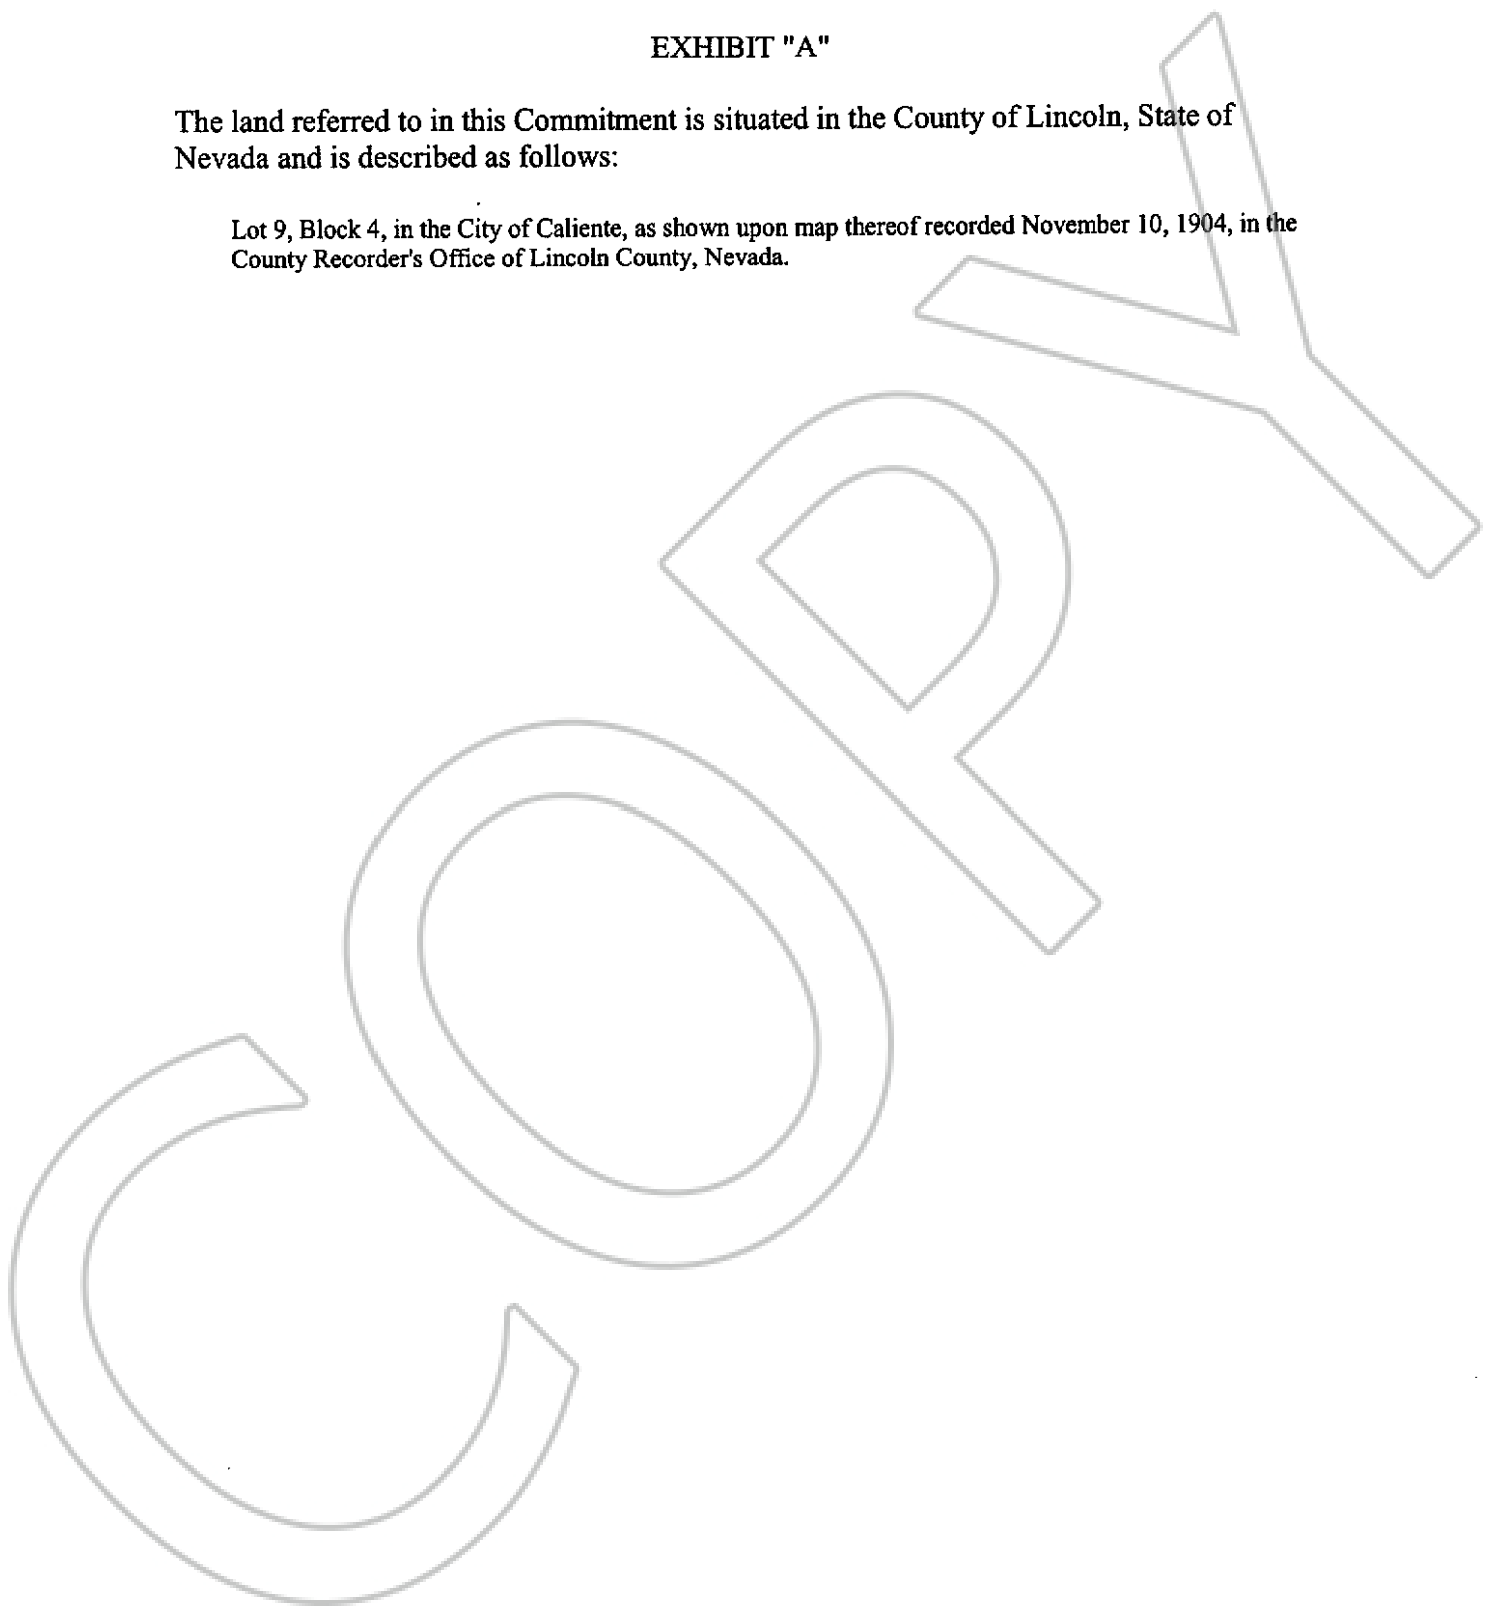 EXHIBIT "A"
The land referred to in this Commitment is situated in the County of Lincoln, State of
Nevada and is described as follows:
Lot 9, Block 4, in the City of Caliente, as shown upon map thereof recorded November 10, 1904, in the
County Recorder's Office of Lincoln County, Nevada.
COPY